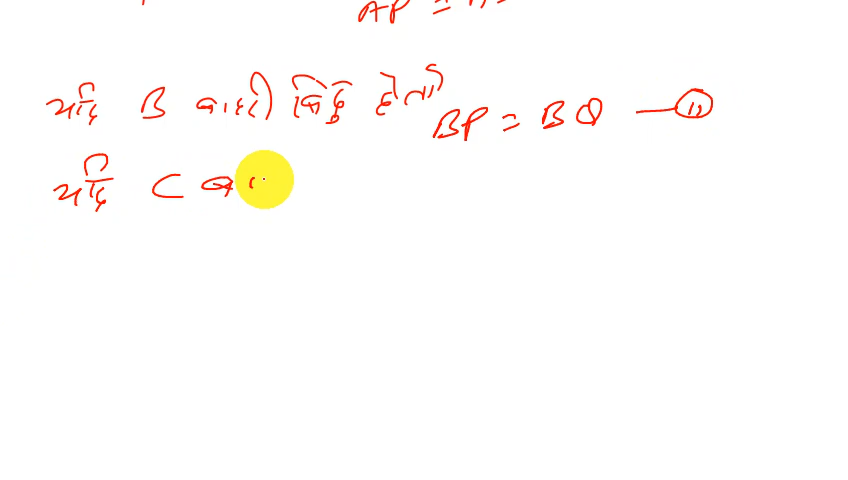 AP =
यदि B बाह्य बिंदु हो तो BP = BQ — (ii)
यदि C बा